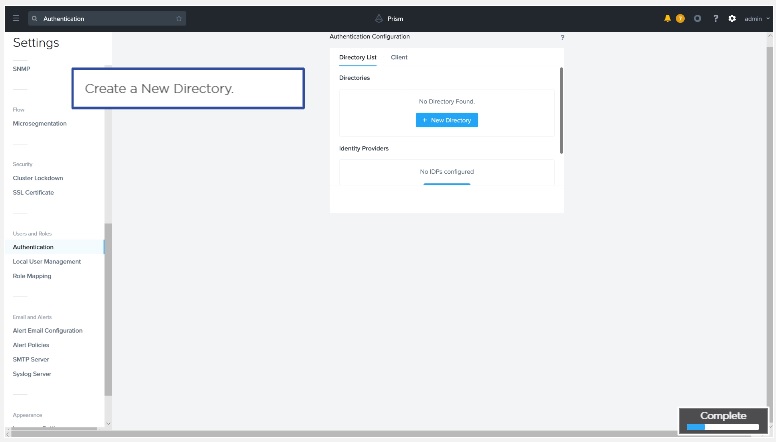 Authentication
Prism
?
?
admin
Settings
SNMP
Flow
Microsegmentation
Security
Cluster Lockdown
SSL Certificate
Users and Roles
Authentication
Local User Management
Role Mapping
Email and Alerts
Alert Email Configuration
Alert Policies
SMTP Server
Syslog Server
Appearance
Create a New Directory.
Authentication Configuration
?
Directory List Client
Directories
No Directory Found.
+ New Directory
Identity Providers
No IDPs configured
Complete